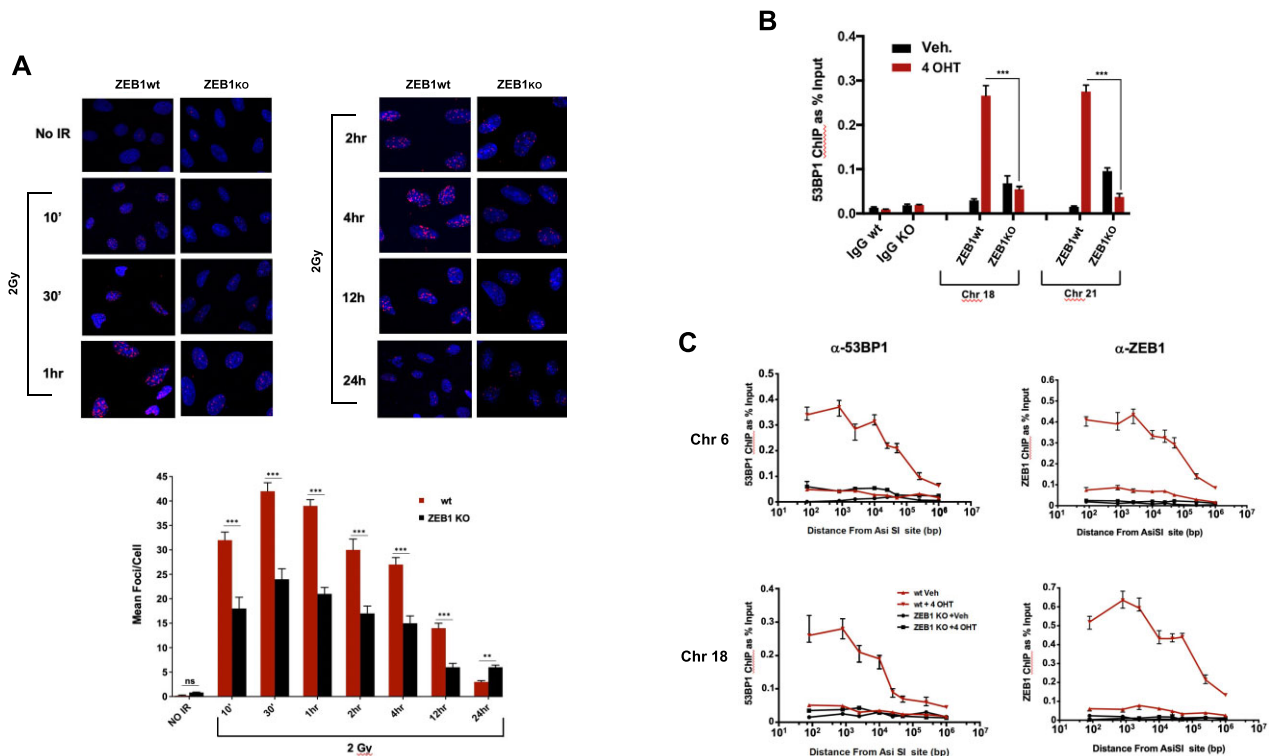 A
ZEB1wt
ZEB1KO
No IR
10’
30’
1hr
2Gy
ZEB1wt
ZEB1KO
2hr
4hr
12h
24h
2Gy
Mean Foci/Cell
45
40
35
30
25
20
15
10
5
0
wt
ZEB1 KO
ns
***
***
***
***
***
***
**
NO IR
10'
30'
1hr
2hr
4hr
12hr
24hr
2 Gy
B
53BP1 ChIP as % Input
0.4
0.3
0.2
0.1
0.0
Veh.
4 OHT
***
***
IgG wt
IgG KO
ZEB1wt
ZEB1KO
ZEB1wt
ZEB1KO
Chr 18
Chr 21
C
α-53BP1
α-ZEB1
Chr 6
53BP1 ChIP as % Input
0.5
0.4
0.3
0.2
0.1
0
10¹ 10² 10³ 10⁴ 10⁵ 10⁶ 10⁷
Distance From Asi SI site (bp)
ZEB1 ChIP as % Input
0.6
0.5
0.4
0.3
0.2
0.1
0
10¹ 10² 10³ 10⁴ 10⁵ 10⁶ 10⁷
Distance From AsiSI site (bp)
Chr 18
53BP1 ChIP as % Input
0.4
0.3
0.2
0.1
0
wt Veh
wt + 4 OHT
ZEB1 KO +Veh
ZEB1 KO +4 OHT
10¹ 10² 10³ 10⁴ 10⁵ 10⁶ 10⁷
Distance From Asi SI site (bp)
ZEB1 ChIP as % Input
0.7
0.6
0.5
0.4
0.3
0.2
0.1
0
10¹ 10² 10³ 10⁴ 10⁵ 10⁶ 10⁷
Distance From AsiSI site (bp)